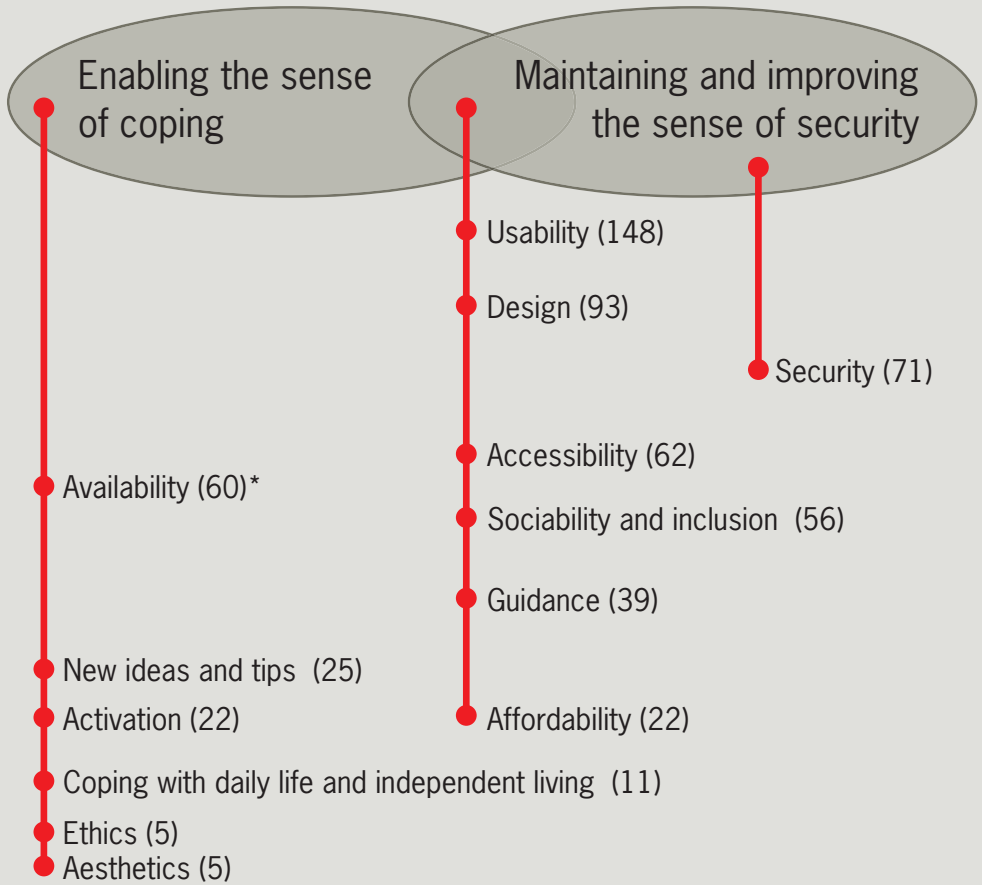 Enabling the sense
of coping
Maintaining and improving
the sense of security
Usability (148)
Design (93)
Security (71)
Accessibility (62)
Availability (60)*
Sociability and inclusion (56)
Guidance (39)
New ideas and tips (25)
Activation (22)
Affordability (22)
Coping with daily life and independent living (11)
Ethics (5)
Aesthetics (5)